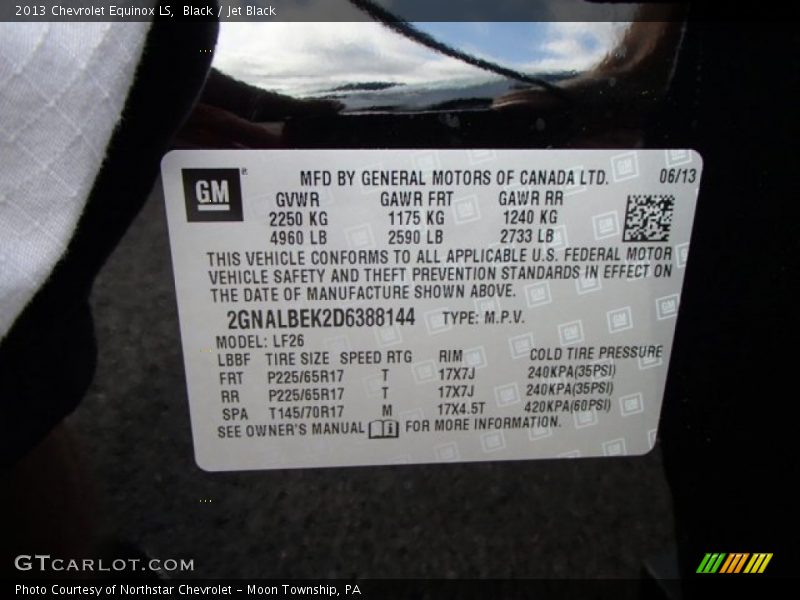 2013 Chevrolet Equinox LS,  Black / Jet Black
GM
®
MFD BY GENERAL MOTORS OF CANADA LTD. 06/13
GVWR GAWR FRT GAWR RR
2250 KG 1175 KG 1240 KG
4960 LB 2590 LB 2733 LB
THIS VEHICLE CONFORMS TO ALL APPLICABLE U.S. FEDERAL MOTOR
VEHICLE SAFETY AND THEFT PREVENTION STANDARDS IN EFFECT ON
THE DATE OF MANUFACTURE SHOWN ABOVE.
2GNALBEK2D6388144 TYPE: M.P.V.
MODEL: LF26
LBBF TIRE SIZE SPEED RTG RIM COLD TIRE PRESSURE
FRT P225/65R17 T 17X7J 240KPA(35PSI)
RR P225/65R17 T 17X7J 240KPA(35PSI)
SPA T145/70R17 M 17X4.5T 420KPA(60PSI)
SEE OWNER'S MANUAL FOR MORE INFORMATION.
GTCARLOT.COM
Photo Courtesy of Northstar Chevrolet - Moon Township, PA